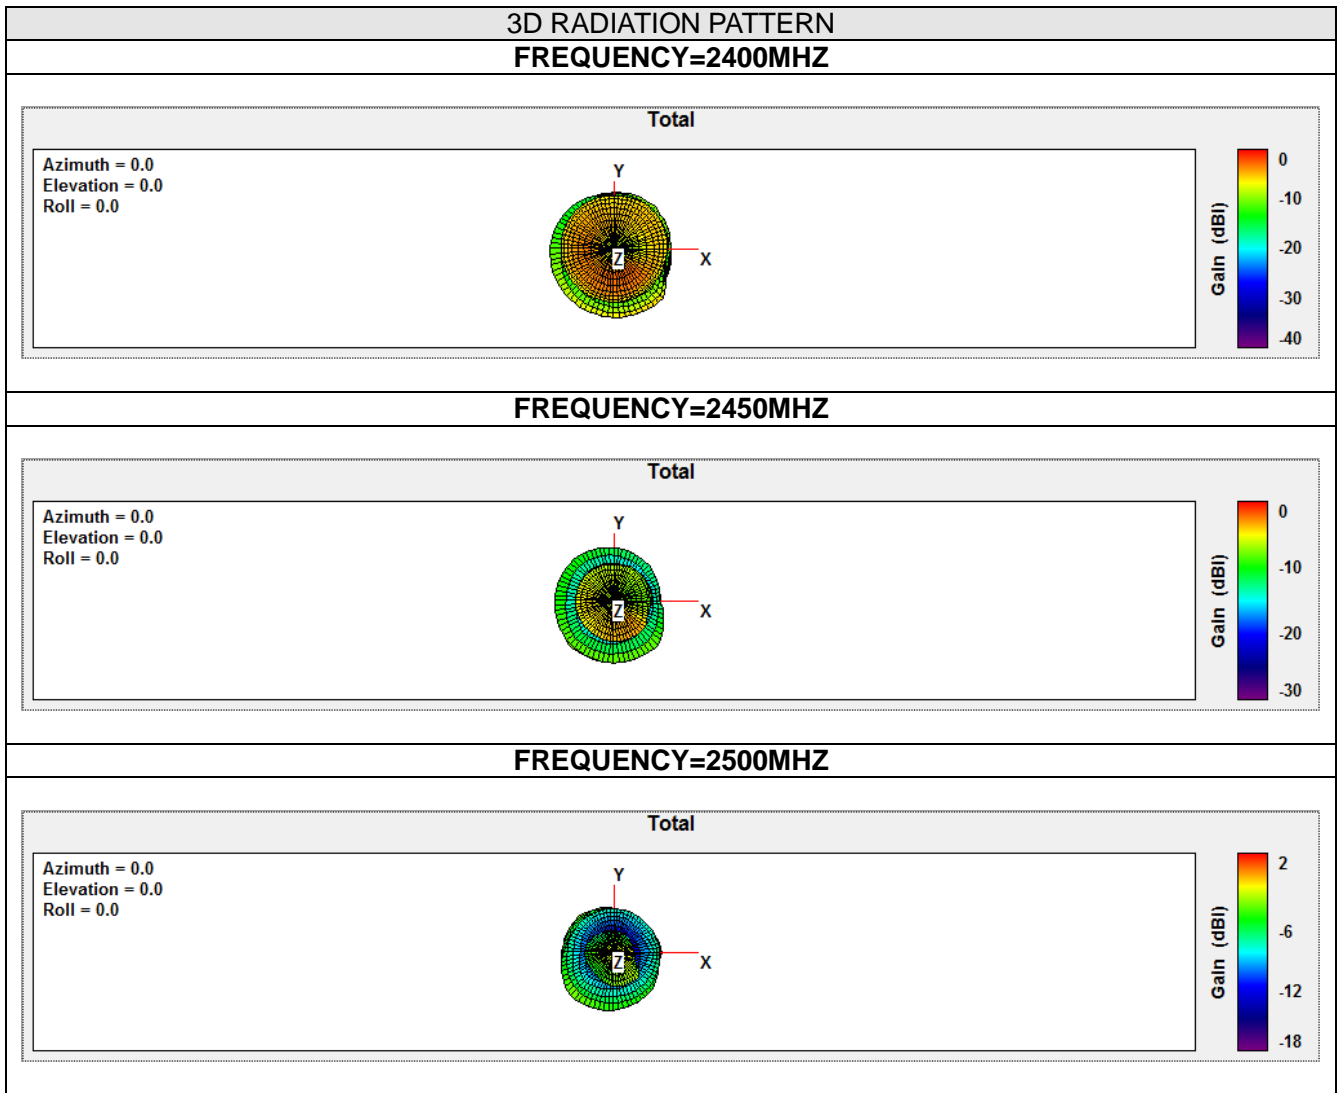 3D RADIATION PATTERN
FREQUENCY=2400MHZ
Total
Azimuth = 0.0
Elevation = 0.0
Roll = 0.0
Y
Z
X
Gain (dBi)
0
-10
-20
-30
-40
FREQUENCY=2450MHZ
Total
Azimuth = 0.0
Elevation = 0.0
Roll = 0.0
Y
Z
X
Gain (dBi)
0
-10
-20
-30
FREQUENCY=2500MHZ
Total
Azimuth = 0.0
Elevation = 0.0
Roll = 0.0
Y
Z
X
Gain (dBi)
2
-6
-12
-18